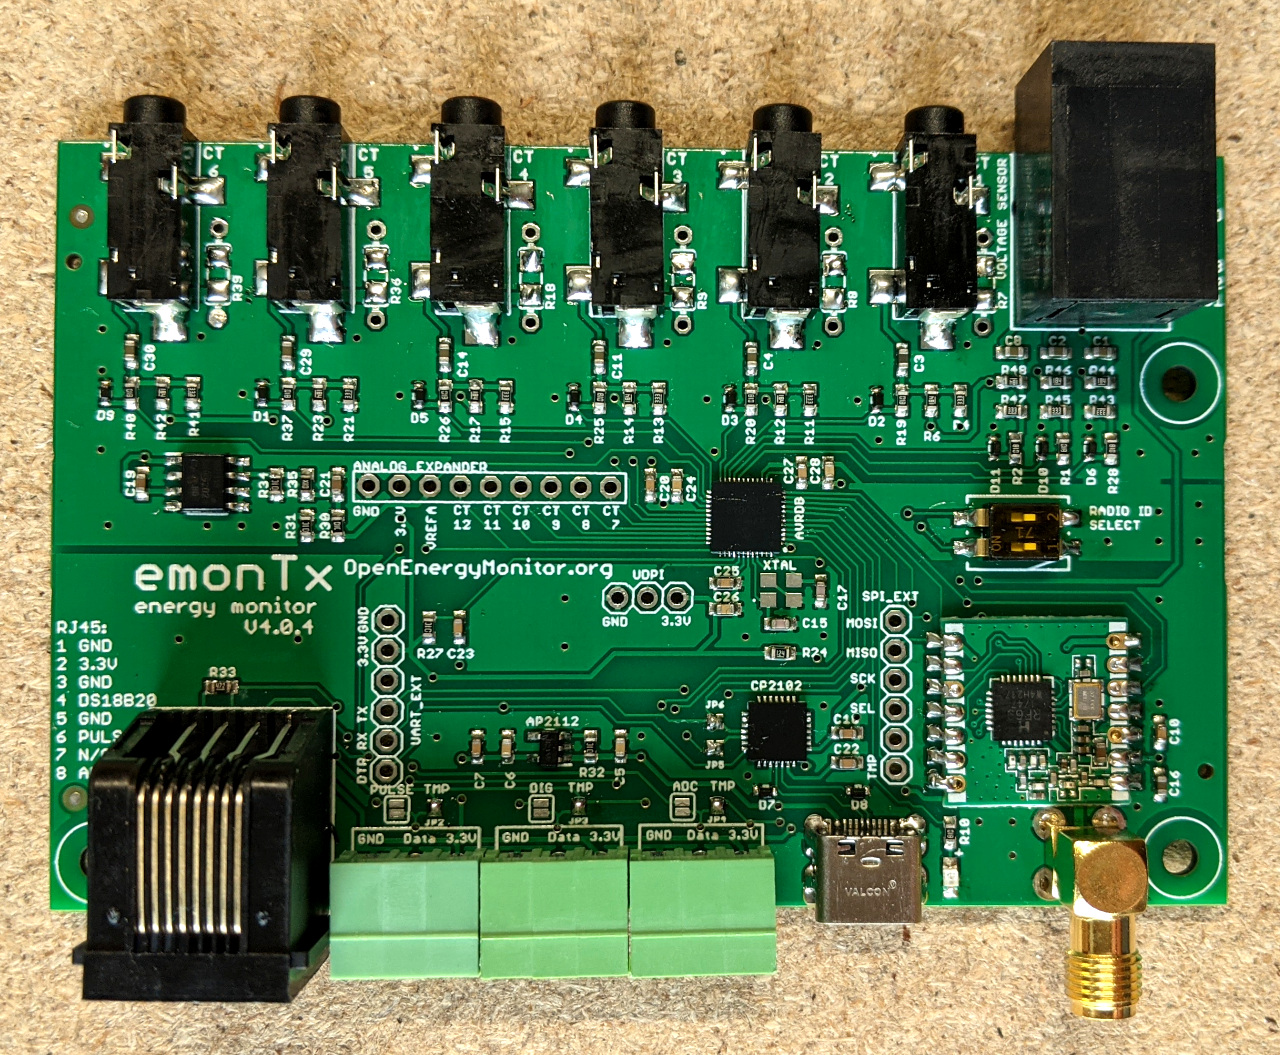 CT
6
CT
5
CT
4
CT
3
CT
2
CT
1
VOLTAGE SENSOR
R39
R36
R18
R9
R8
R7
C30
C29
C14
C11
C4
C3
C8
C2
C1
R48
R46
R44
R47
R45
R43
D9
R40
R42
R41
D1
R37
R23
R21
D5
R26
R17
R15
D4
R25
R14
R13
D3
R20
R12
R11
D2
R19
R6
R4
D11
R2
D10
R1
D6
R28
C19
R34
R35
C21
R31
R30
ANALOG_EXPANDER
GND
3.3V
VREFA
CT
12
CT
11
CT
10
CT
9
CT
8
CT
7
C20
C24
C27
C28
AVRDB
ON
1
2
RADIO ID
SELECT
emonTx
energy monitor
V4.0.4
OpenEnergyMonitor.org
UDPI
GND
3.3V
C25
C26
XTAL
C17
C15
R24
SPI_EXT
MOSI
MISO
SCK
SEL
TMP
RJ45:
1 GND
2 3.3V
3 GND
4 DS18B20
5 GND
6 PULS
7 N/
8 A
R33
GND
3.3V
TX
RX
DTR
UART_EXT
R27
C23
AP2112
C7
C6
R32
C5
JP6
JP5
CP2102
C22
D7
D8
C10
C16
R10
PULSE
TMP
JP2
DIG
TMP
JP3
ADC
TMP
JP4
GND Data 3.3V
GND Data 3.3V
GND Data 3.3V
VALCON®